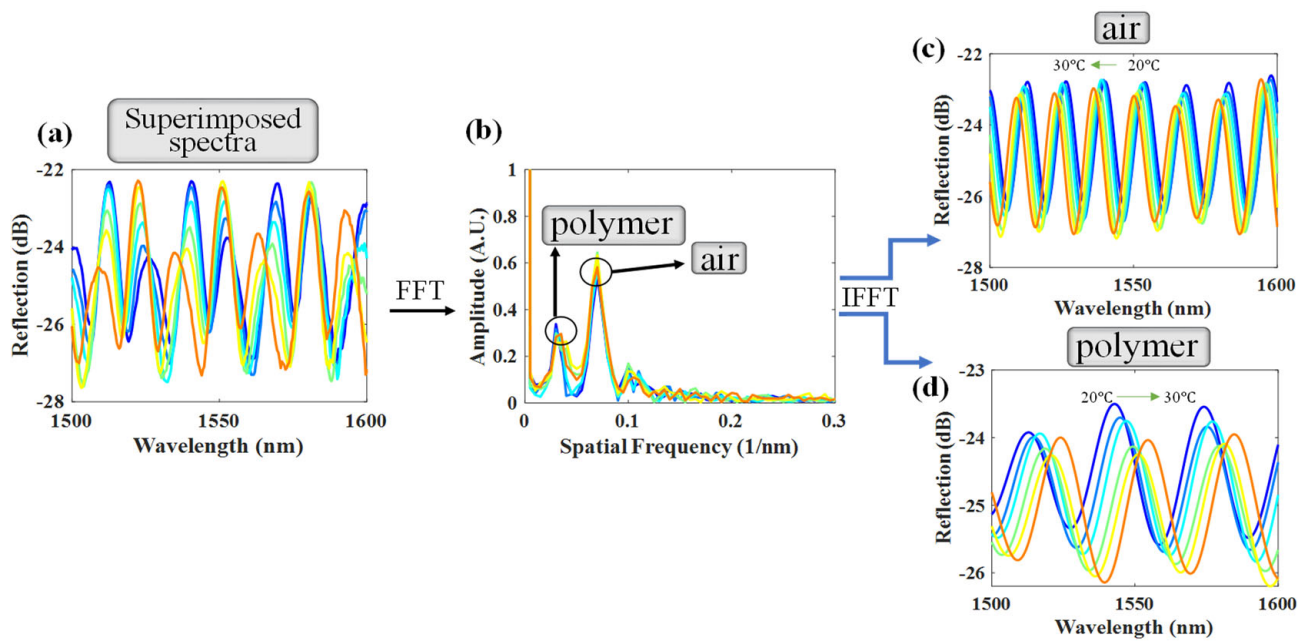 (a)
Superimposed
spectra
-22
-24
-26
-28
1500
1550
1600
Reflection (dB)
Wavelength (nm)
FFT
(b)
1
0.8
0.6
0.4
0.2
0
0
0.1
0.2
0.3
Amplitude (A.U.)
Spatial Frequency (1/nm)
polymer
air
IFFT
(c)
air
30°C
20°C
-22
-24
-26
-28
1500
1550
1600
Reflection (dB)
Wavelength (nm)
polymer
(d)
20°C
30°C
-23
-24
-25
-26
1500
1550
1600
Reflection (dB)
Wavelength (nm)